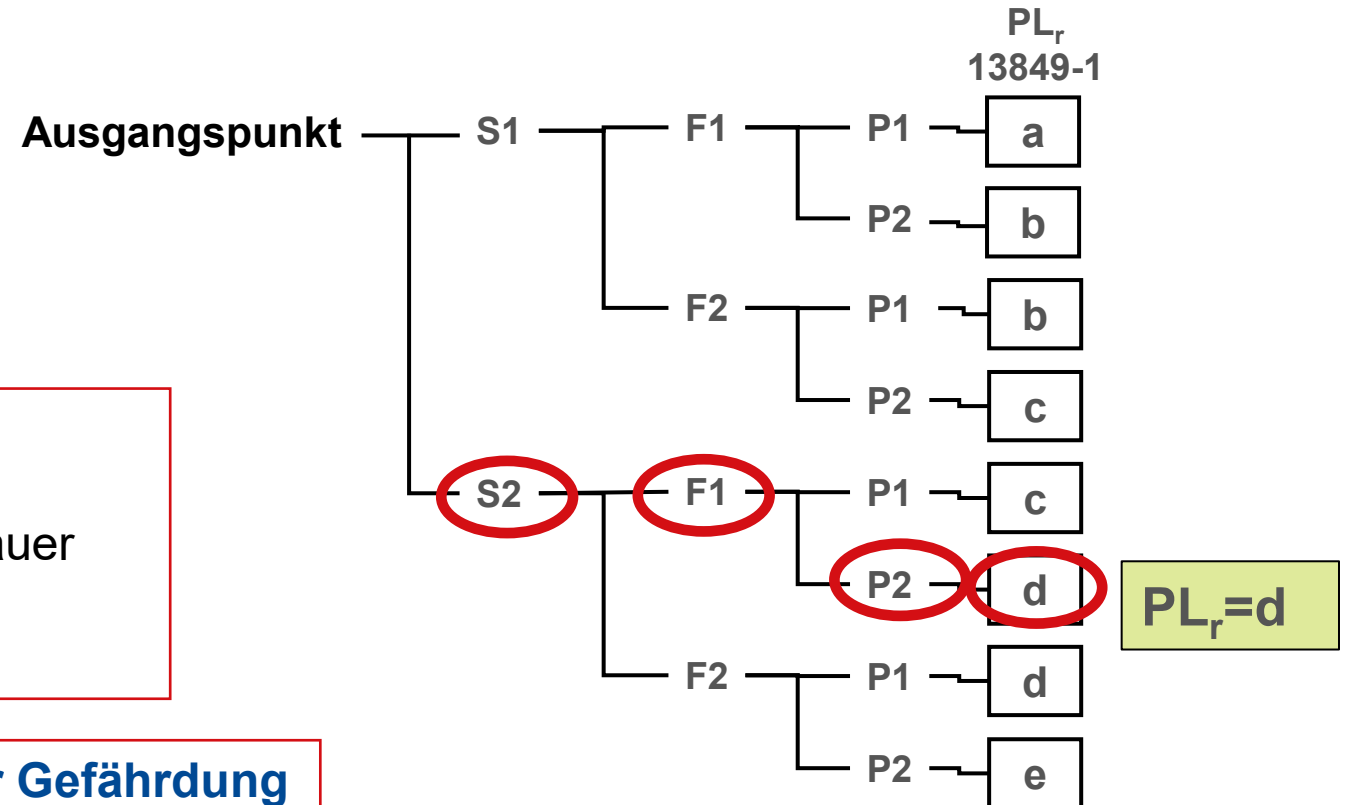 PLr
13849-1
Ausgangspunkt S1 F1 P1 a
P2 b
F2 P1 b
P2 c
S2 F1 P1 c
auer
P2 d PLr=d
F2 P1 d
r Gefährdung
P2 e